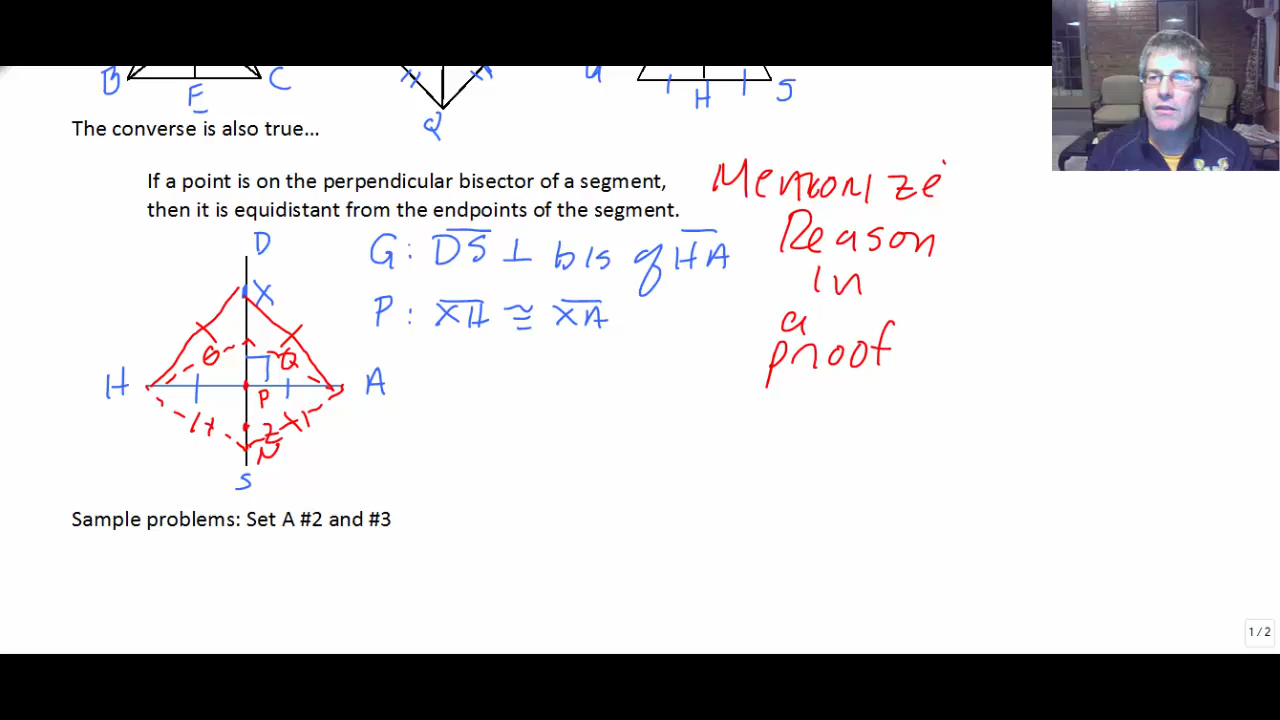 B E C
Q
H S
The converse is also true...
If a point is on the perpendicular bisector of a segment,
then it is equidistant from the endpoints of the segment.
Memorize
Reason
in
a
proof
D
G: DS ⊥ bis of HA
P: XH ≅ XA
X
Q
H
A
P
Z
N
S
Sample problems: Set A #2 and #3
1 / 2